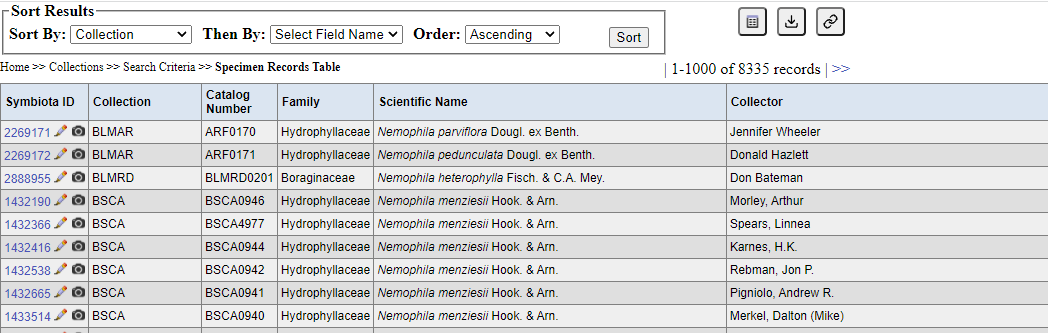 Sort Results
Sort By: Collection Then By: Select Field Name Order: Ascending Sort
Home >> Collections >> Search Criteria >> Specimen Records Table
| 1-1000 of 8335 records | >>
Symbiota ID Collection Catalog Number Family Scientific Name Collector
2269171 BLMAR ARF0170 Hydrophyllaceae Nemophila parviflora Dougl. ex Benth. Jennifer Wheeler
2269172 BLMAR ARF0171 Hydrophyllaceae Nemophila pedunculata Dougl. ex Benth. Donald Hazlett
2888955 BLMRD BLMRD0201 Boraginaceae Nemophila heterophylla Fisch. & C.A. Mey. Don Bateman
1432190 BSCA BSCA0946 Hydrophyllaceae Nemophila menziesii Hook. & Arn. Morley, Arthur
1432366 BSCA BSCA4977 Hydrophyllaceae Nemophila menziesii Hook. & Arn. Spears, Linnea
1432416 BSCA BSCA0944 Hydrophyllaceae Nemophila menziesii Hook. & Arn. Karnes, H.K.
1432538 BSCA BSCA0942 Hydrophyllaceae Nemophila menziesii Hook. & Arn. Rebman, Jon P.
1432665 BSCA BSCA0941 Hydrophyllaceae Nemophila menziesii Hook. & Arn. Pigniolo, Andrew R.
1433514 BSCA BSCA0940 Hydrophyllaceae Nemophila menziesii Hook. & Arn. Merkel, Dalton (Mike)